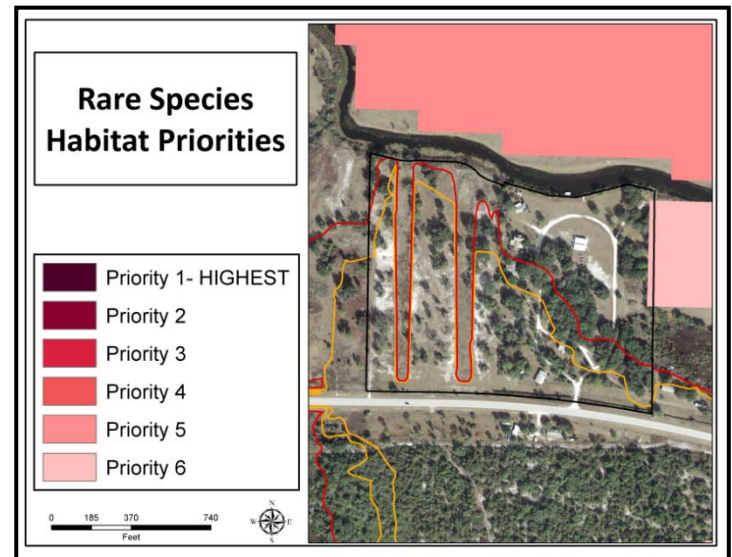 Rare Species
Habitat Priorities
Priority 1- HIGHEST
Priority 2
Priority 3
Priority 4
Priority 5
Priority 6
0 185 370 740
Feet
N
W E
S